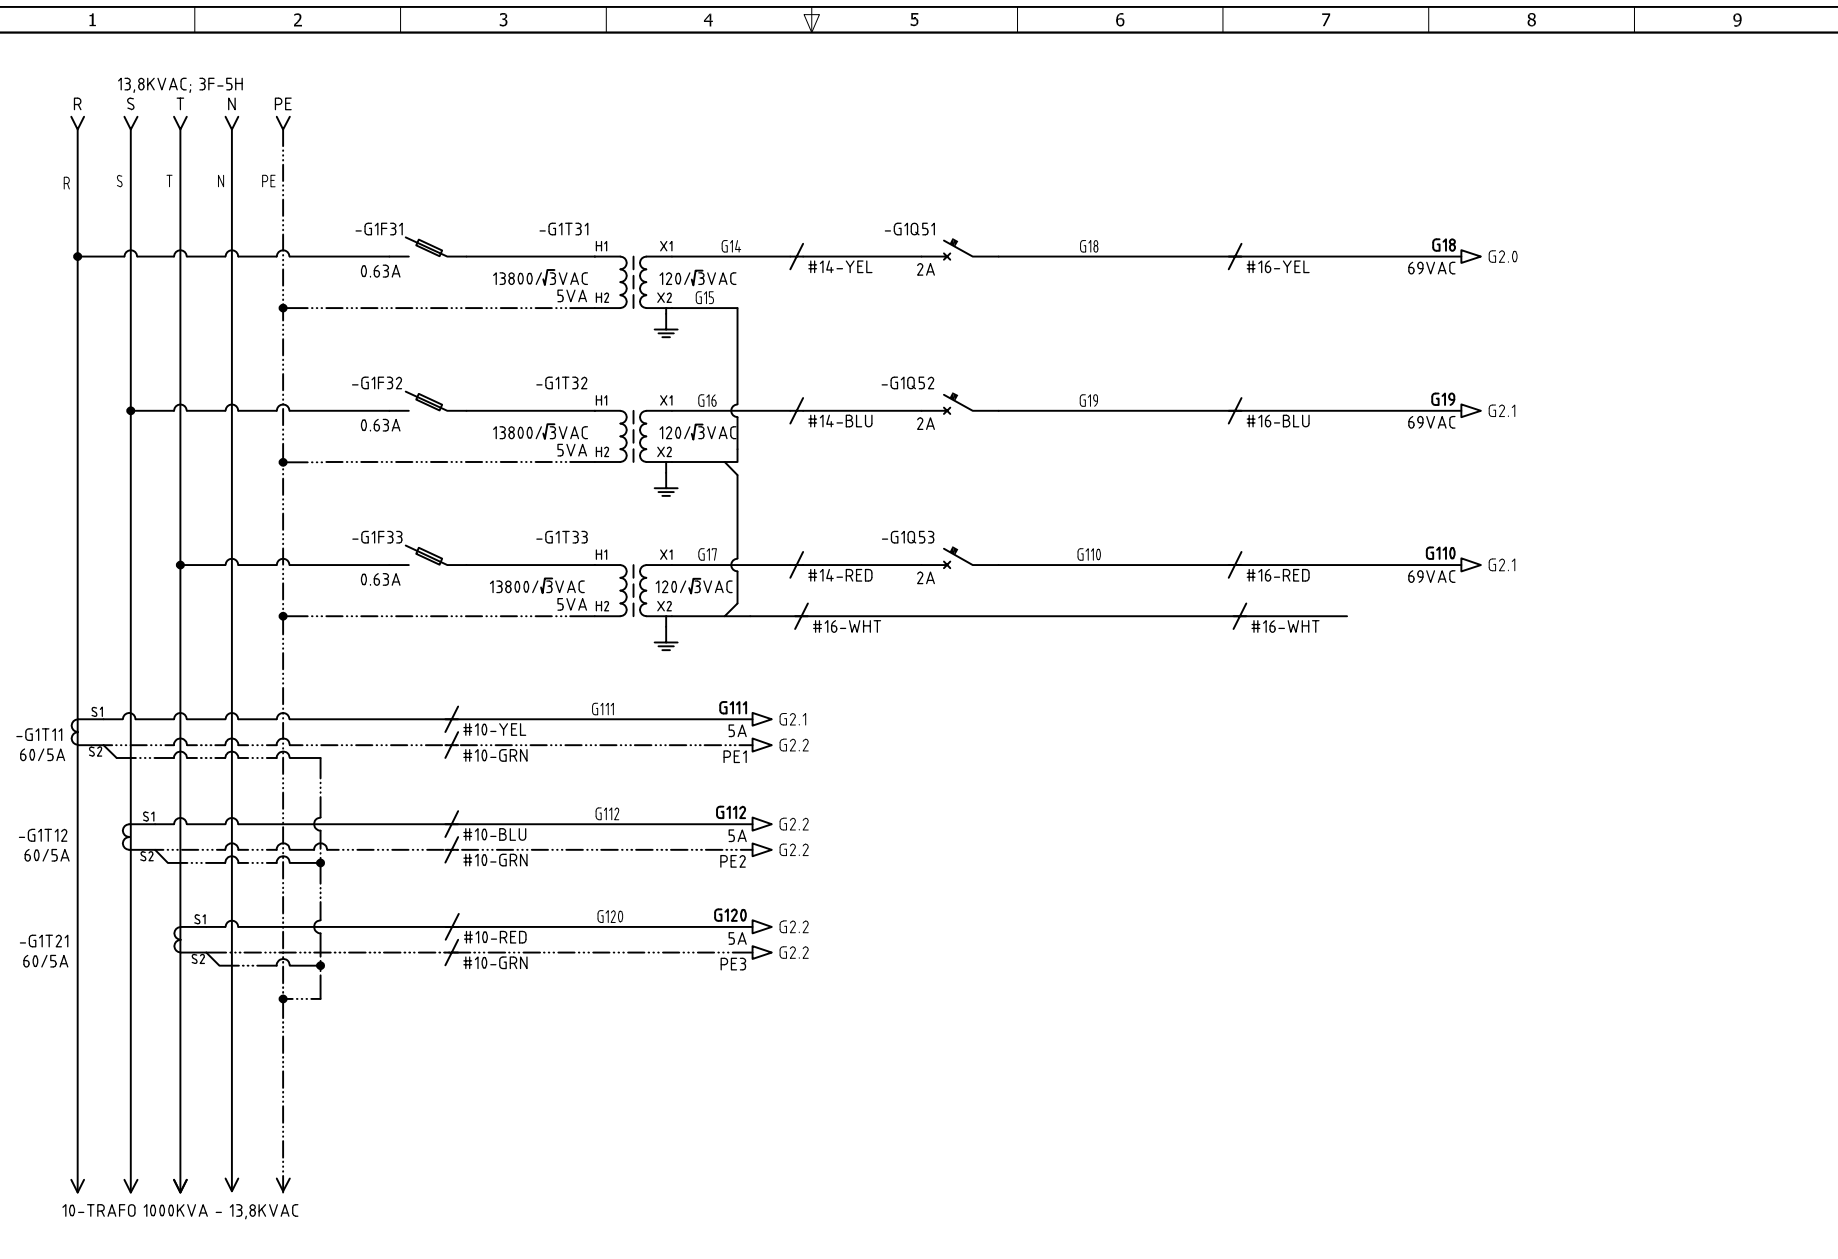 1 2 3 4 5 6 7 8 9
13,8KVAC; 3F-5H
R S T N PE
R S T N PE
-G1F31 -G1T31 H1 X1 G14 -G1Q51 G18 G18 G2.0
0.63A 13800/√3VAC 120/√3VAC #14-YEL 2A #16-YEL 69VAC
5VA H2 X2 G15
-G1F32 -G1T32 H1 X1 G16 -G1Q52 G19 G19 G2.1
0.63A 13800/√3VAC 120/√3VAC #14-BLU 2A #16-BLU 69VAC
5VA H2 X2
-G1F33 -G1T33 H1 X1 G17 -G1Q53 G110 G110 G2.1
0.63A 13800/√3VAC 120/√3VAC #14-RED 2A #16-RED 69VAC
5VA H2 X2
#16-WHT #16-WHT
S1 G111 G111 G2.1
-G1T11 #10-YEL 5A
60/5A S2 #10-GRN PE1 G2.2
S1 G112 G112 G2.2
-G1T12 #10-BLU 5A
60/5A S2 #10-GRN PE2 G2.2
S1 G120 G120 G2.2
-G1T21 #10-RED 5A
60/5A S2 #10-GRN PE3 G2.2
10-TRAFO 1000KVA - 13,8KVAC